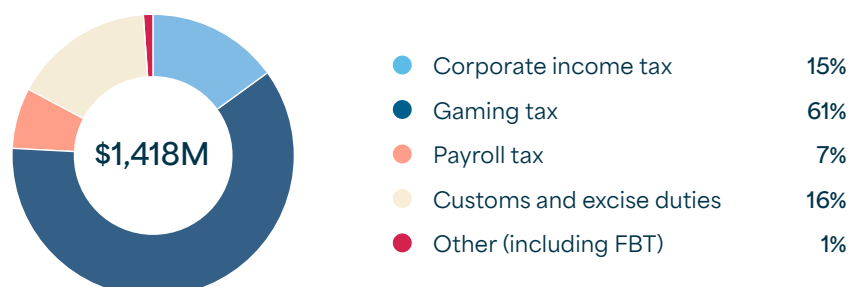 $1,418M
Corporate income tax 15%
Gaming tax 61%
Payroll tax 7%
Customs and excise duties 16%
Other (including FBT) 1%